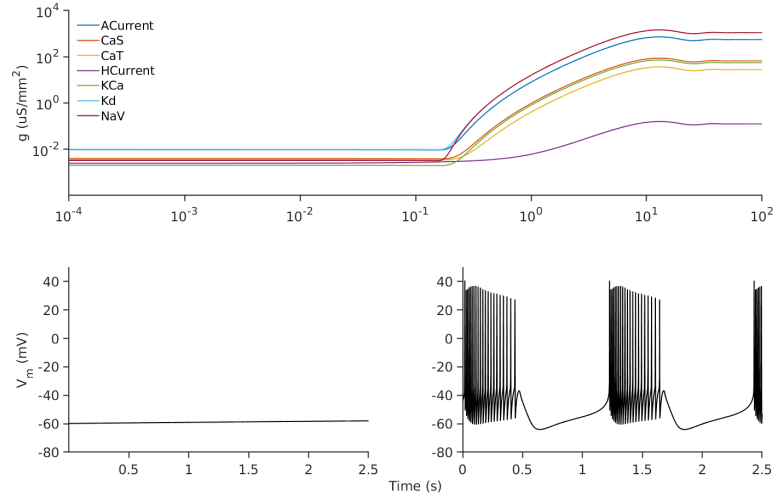 10^4
10^2
10^0
10^-2
g (uS/mm^2)
ACurrent
CaS
CaT
HCurrent
KCa
Kd
NaV
10^-4 10^-3 10^-2 10^-1 10^0 10^1 10^2
40
20
0
-20
-40
-60
-80
V_m (mV)
0.5 1 1.5 2 2.5
40
20
0
-20
-40
-60
-80
0 0.5 1 1.5 2 2.5
Time (s)